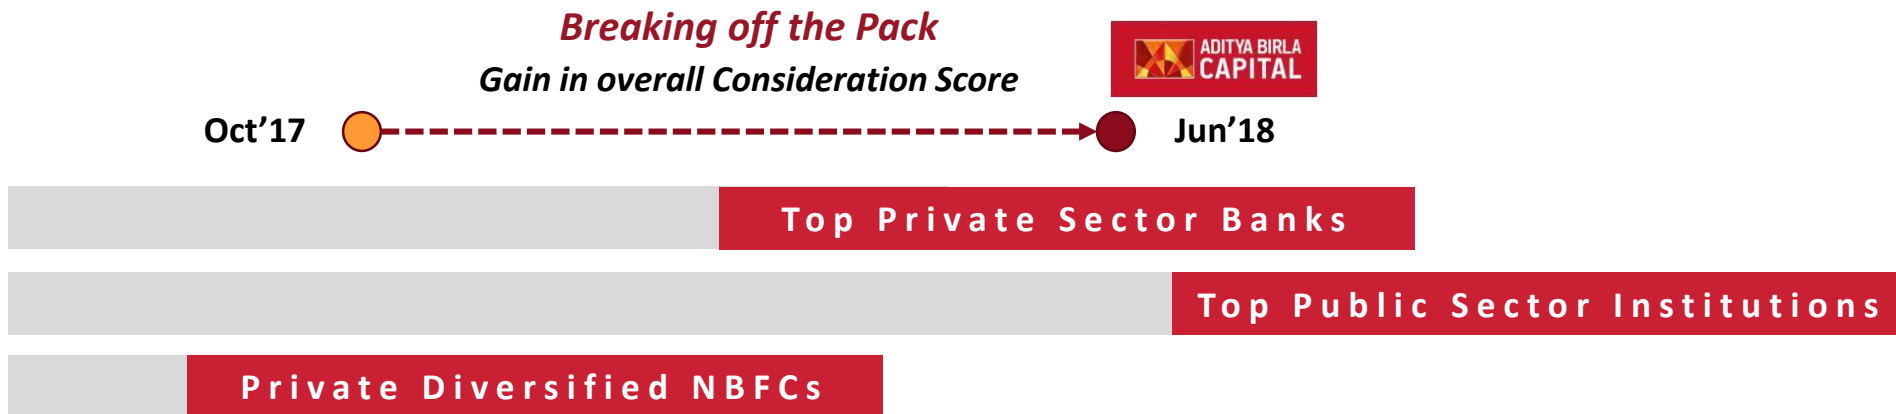 Breaking off the Pack
Gain in overall Consideration Score
ADITYA BIRLA
CAPITAL
Oct’17
Jun’18
Top Private Sector Banks
Top Public Sector Institutions
Private Diversified NBFCs